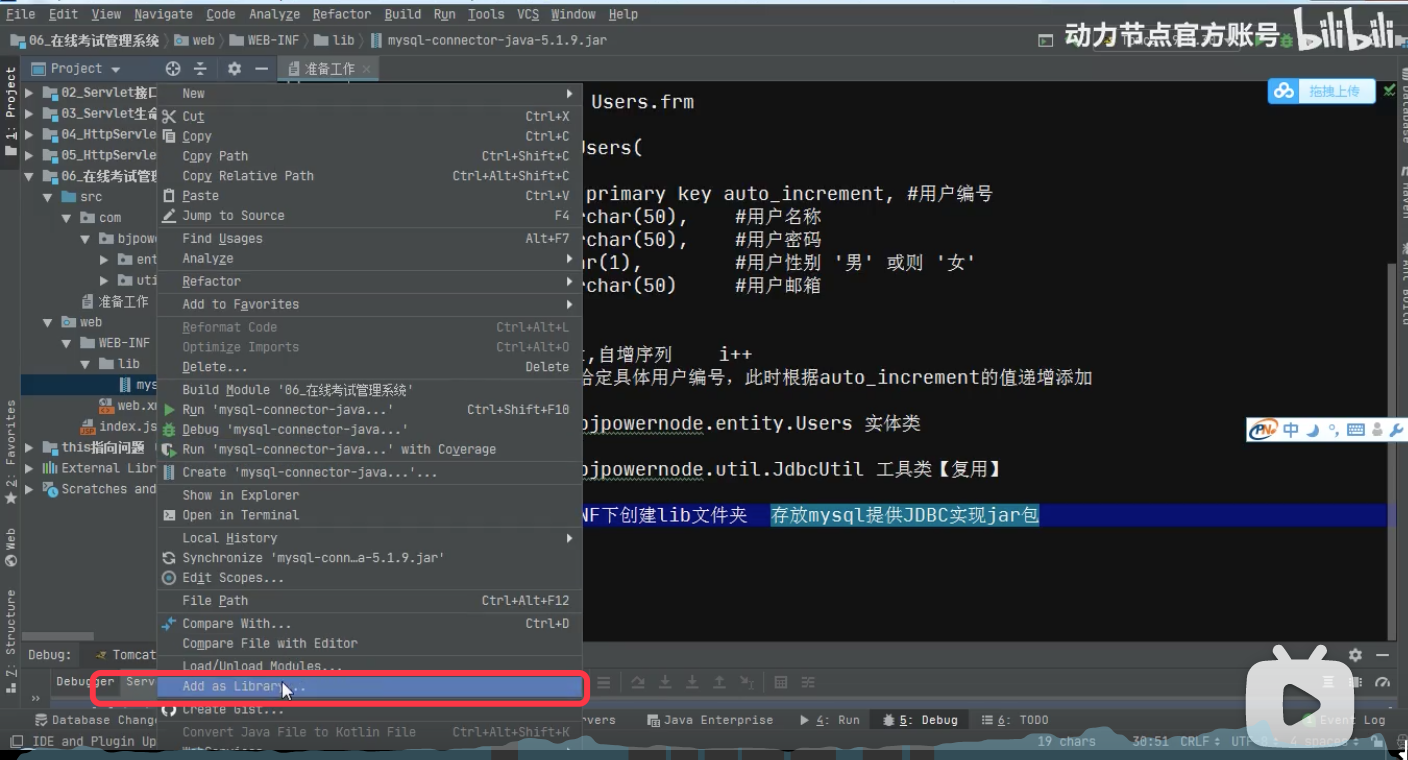 File Edit View Navigate Code Analyze Refactor Build Run Tools VCS Window Help
06_在线考试管理系统 web WEB-INF lib mysql-connector-java-5.1.9.jar
动力节点官方账号 bilibili
Project
准备工作
1: Project
02_Servlet接口
03_Servlet生命
04_HttpServle
05_HttpServle
06_在线考试管理
src
com
bjpowe
ent
uti
准备工作
web
WEB-INF
lib
mys
web.xm
index.js
this指向问题
External Libr
Scratches and
2: Favorites
Web
Z: Structure
New
Cut Ctrl+X
Copy Ctrl+C
Copy Path Ctrl+Shift+C
Copy Relative Path Ctrl+Alt+Shift+C
Paste Ctrl+V
Jump to Source F4
Find Usages Alt+F7
Analyze
Refactor
Add to Favorites
Reformat Code Ctrl+Alt+L
Optimize Imports Ctrl+Alt+O
Delete... Delete
Build Module '06_在线考试管理系统'
Run 'mysql-connector-java...' Ctrl+Shift+F10
Debug 'mysql-connector-java...'
Run 'mysql-connector-java...' with Coverage
Create 'mysql-connector-java...'...
Show in Explorer
Open in Terminal
Local History
Synchronize 'mysql-conn…a-5.1.9.jar'
Edit Scopes...
File Path Ctrl+Alt+F12
Compare With... Ctrl+D
Compare File with Editor
Load/Unload Modules...
Add as Library...
Create Gist...
Convert Java File to Kotlin File Ctrl+Alt+Shift+K
WebServices
Users.frm
Users(
primary key auto_increment, #用户编号
rchar(50), #用户名称
rchar(50), #用户密码
ar(1), #用户性别 '男' 或则 '女'
rchar(50) #用户邮箱
,自增序列 i++
给定具体用户编号，此时根据auto_increment的值递增添加
bjpowernode.entity.Users 实体类
bjpowernode.util.JdbcUtil 工具类【复用】
NF下创建lib文件夹 存放mysql提供JDBC实现jar包
拖拽上传
Database
Maven
Ant Build
中
Debug: Tomcat
Debugger Serv
Database Change
rvers Java Enterprise 4: Run 5: Debug 6: TODO Event Log
IDE and Plugin Up
19 chars 30:51 CRLF UTF-8 4 spaces